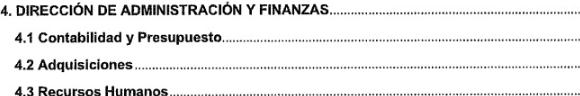 4. DIRECCIÓN DE ADMINISTRACIÓN Y FINANZAS....................................................
4.1 Contabilidad y Presupuesto........................................................................
4.2 Adquisiciones..........................................................................................
4.3 Recursos Humanos...................................................................................